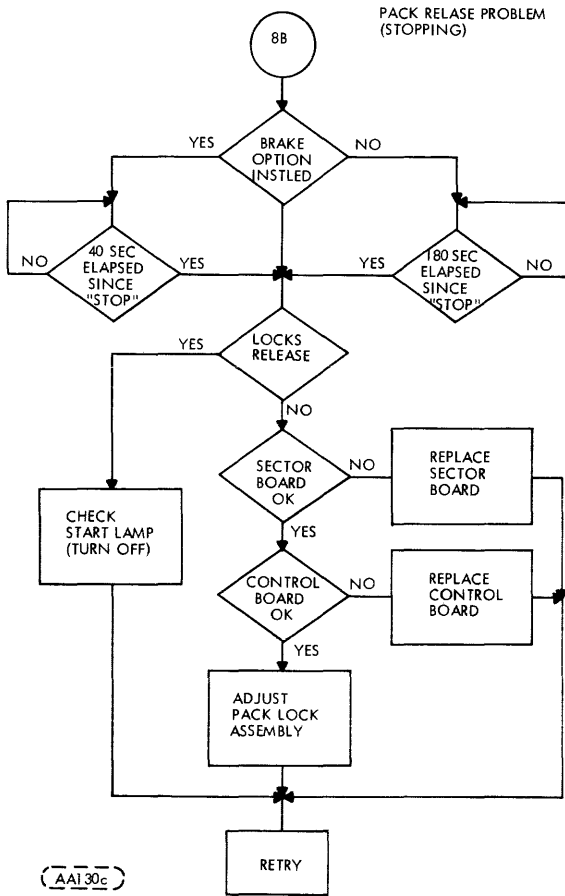 PACK RELASE PROBLEM
(STOPPING)
8B
BRAKE
OPTION
INSTLED
YES
NO
40 SEC
ELAPSED
SINCE
"STOP"
NO
YES
180 SEC
ELAPSED
SINCE
"STOP"
YES
NO
LOCKS
RELEASE
YES
NO
SECTOR
BOARD
OK
NO
REPLACE
SECTOR
BOARD
YES
CHECK
START LAMP
(TURN OFF)
CONTROL
BOARD
OK
NO
REPLACE
CONTROL
BOARD
YES
ADJUST
PACK LOCK
ASSEMBLY
RETRY
AA130c